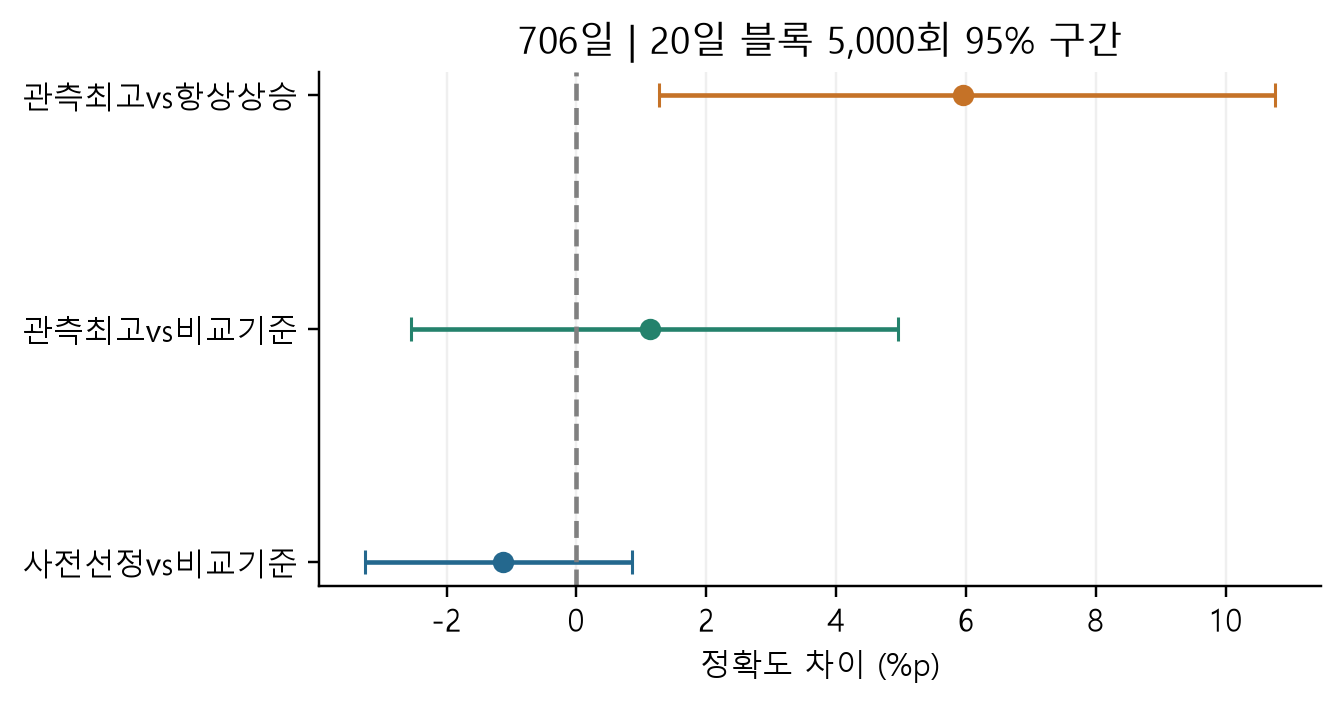 706일 | 20일 블록 5,000회 95% 구간
관측최고vs항상상승
관측최고vs비교기준
사전선정vs비교기준
-2 0 2 4 6 8 10
정확도 차이 (%p)